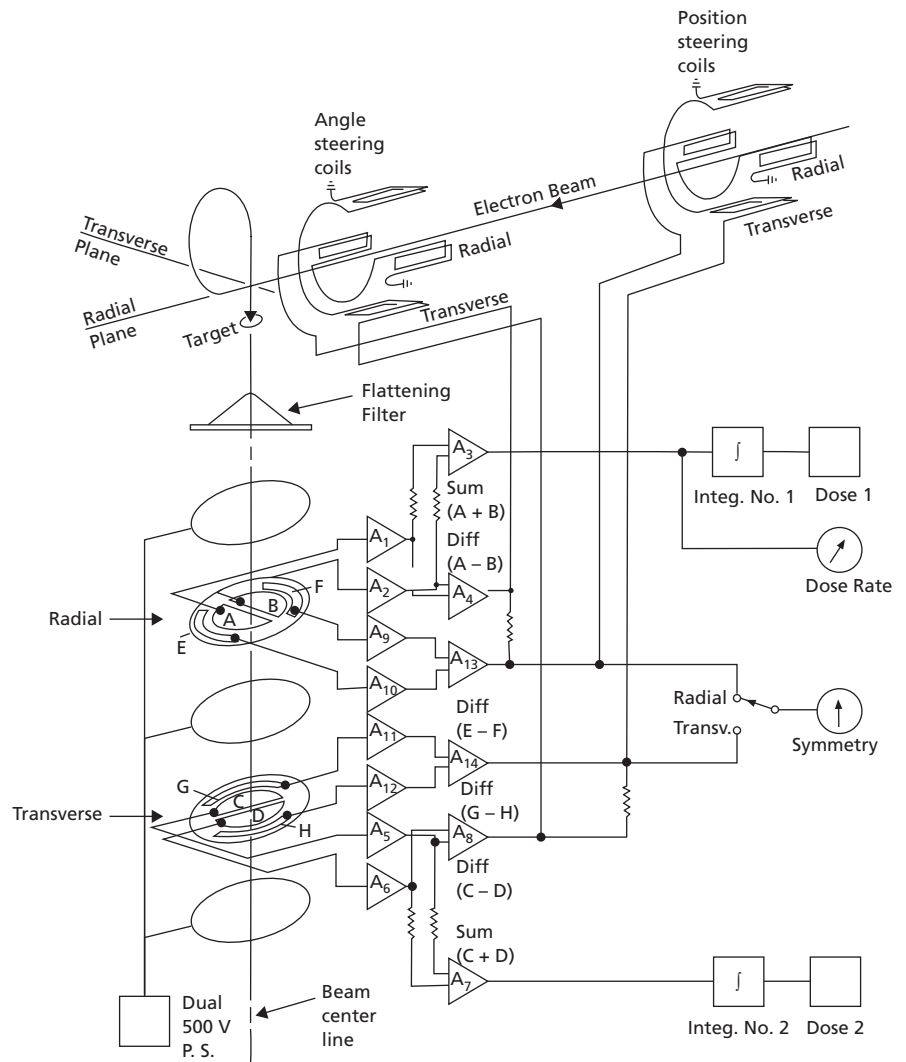 Position
steering
coils
Angle
steering
coils
Electron Beam
Radial
Transverse
Radial
Transverse
Transverse
Plane
Radial
Plane
Target
Flattening
Filter
A3
Sum
(A + B)
Integ. No. 1
Dose 1
∫
A1
Diff
(A – B)
Dose Rate
A2
A4
F
B
A
E
Radial
A9
A13
A10
Radial
Diff
(E – F)
Transv.
Symmetry
A11
A14
G
C
D
H
Transverse
A12
Diff
(G – H)
A5
A8
A6
Diff
(C – D)
Sum
(C + D)
A7
∫
Integ. No. 2
Dose 2
Dual
500 V
P. S.
Beam
center
line